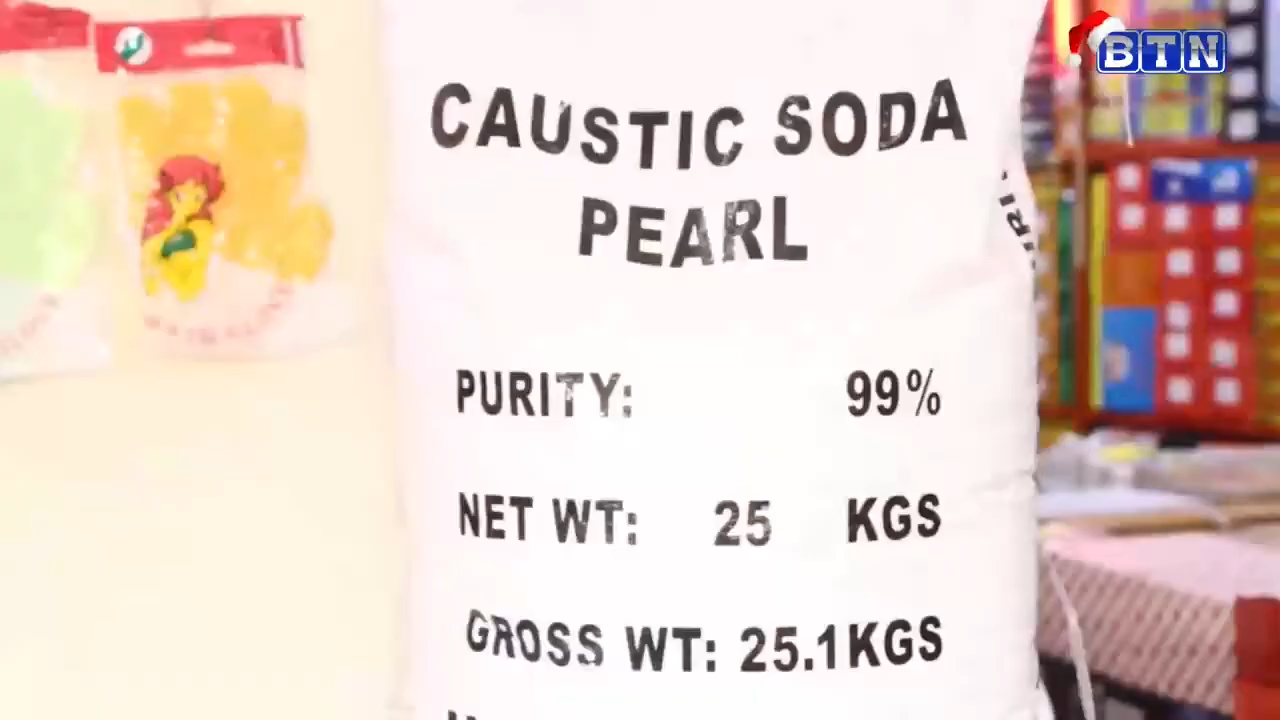 BTN
CAUSTIC SODA
PEARL
PURITY: 99%
NET WT: 25 KGS
GROSS WT: 25.1KGS